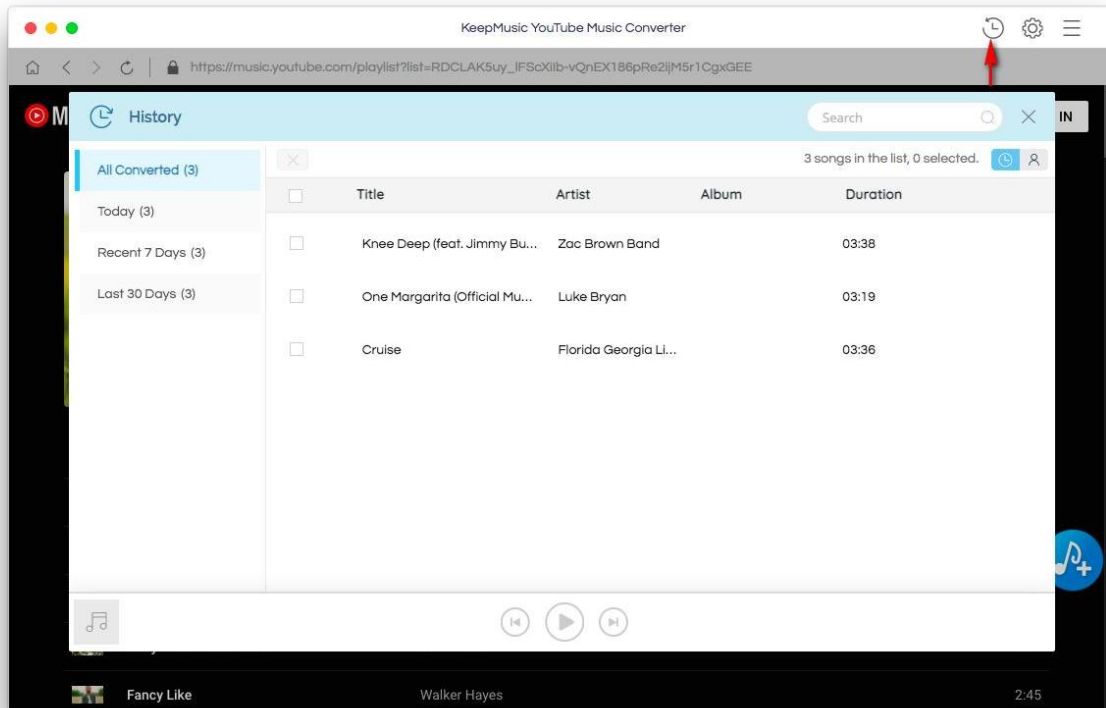 KeepMusic YouTube Music Converter
https://music.youtube.com/playlist?list=RDCLAK5uy_lFScXiIb-vQnEX186pRe2ijM5r1CgxGEE
M
IN
History
Search
All Converted (3)
3 songs in the list, 0 selected.
Today (3)
Recent 7 Days (3)
Last 30 Days (3)
Title Artist Album Duration
Knee Deep (feat. Jimmy Bu... Zac Brown Band 03:38
One Margarita (Official Mu... Luke Bryan 03:19
Cruise Florida Georgia Li... 03:36
Fancy Like Walker Hayes 2:45